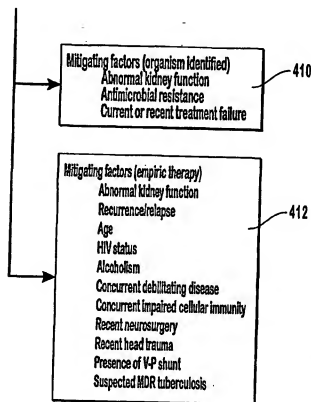 Mitigating factors (organism identified)
Abnormal kidney function
Antimicrobial resistance
Current or recent treatment failure
410
Mitigating factors (empiric therapy)
Abnormal kidney function
Recurrence/relapse
Age
HIV status
Alcoholism
Concurrent debilitating disease
Concurrent impaired cellular immunity
Recent neurosurgery
Recent head trauma
Presence of V-P shunt
Suspected MDR tuberculosis
412